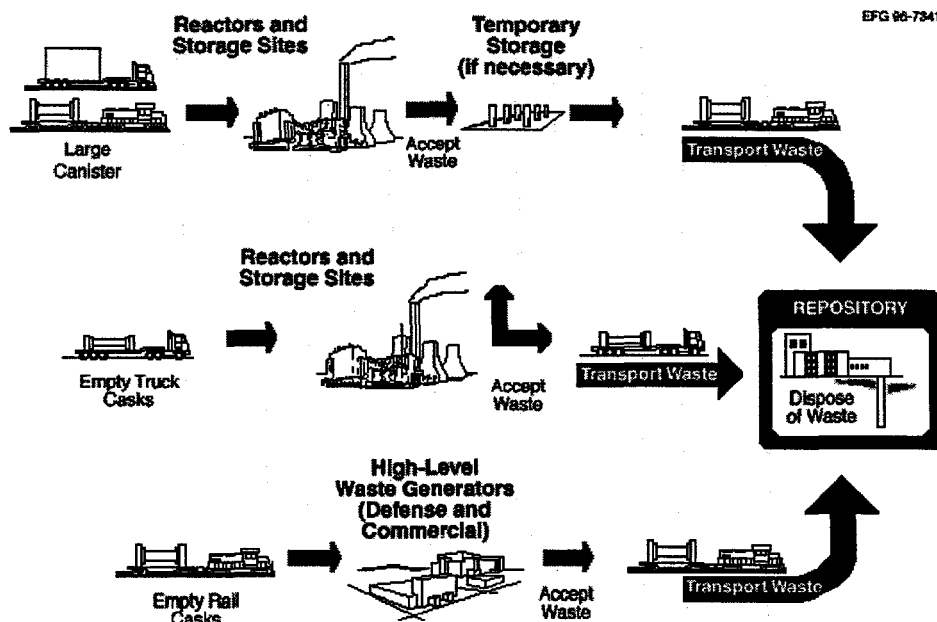 EFG 96-7341
Reactors and
Storage Sites
Temporary
Storage
(if necessary)
Large
Canister
Accept
Waste
Transport Waste
Reactors and
Storage Sites
Empty Truck
Casks
Accept
Waste
Transport Waste
REPOSITORY
Dispose
of Waste
High-Level
Waste Generators
(Defense and
Commercial)
Empty Rail
Casks
Accept
Waste
Transport Waste